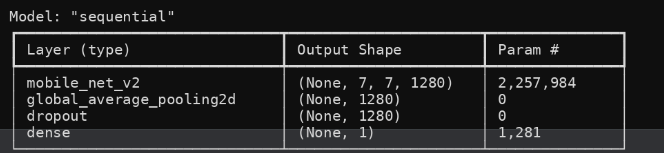 Model: "sequential"
Layer (type) Output Shape Param #
mobile_net_v2 (None, 7, 7, 1280) 2,257,984
global_average_pooling2d (None, 1280) 0
dropout (None, 1280) 0
dense (None, 1) 1,281